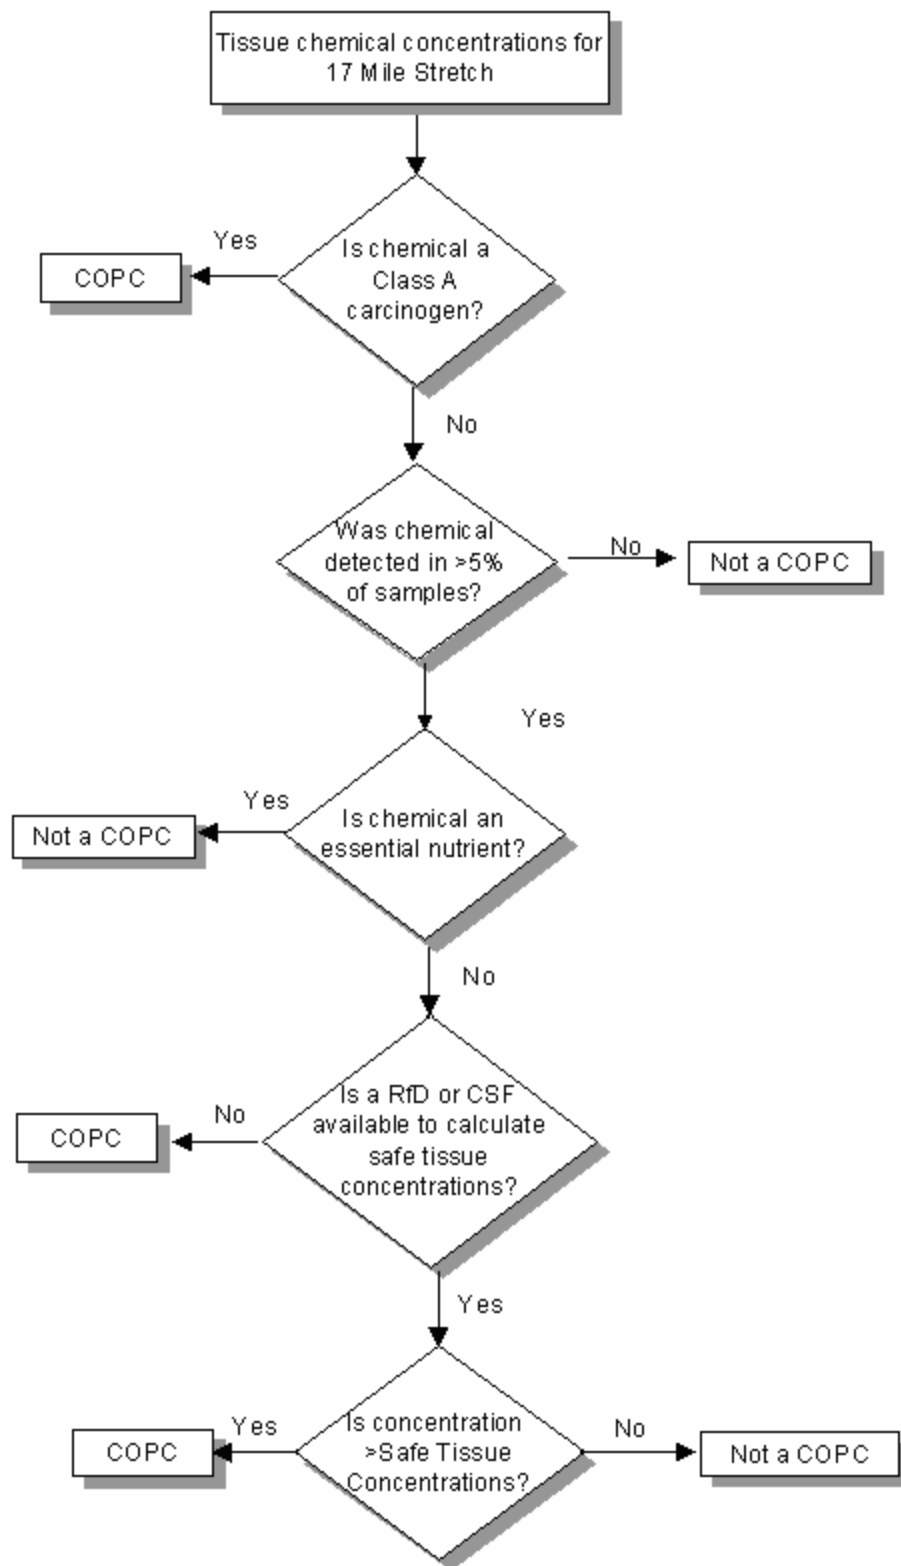 Tissue chemical concentrations for
17 Mile Stretch
Yes
Is chemical a
Class A
carcinogen?
COPC
No
Was chemical
detected in >5%
of samples?
No
Not a COPC
Yes
Yes
Is chemical an
essential nutrient?
Not a COPC
No
Is a RfD or CSF
available to calculate
safe tissue
concentrations?
No
COPC
Yes
Is concentration
>Safe Tissue
Concentrations?
Yes
COPC
No
Not a COPC